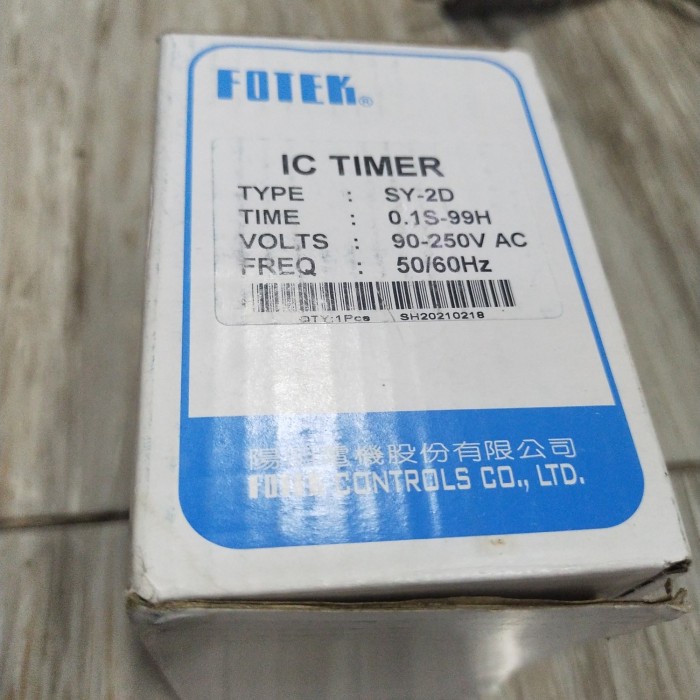 FOTEK®
IC TIMER
TYPE : SY-2D
TIME : 0.1S-99H
VOLTS : 90-250V AC
FREQ : 50/60Hz
QTY:1Pcs SH20210218
陽 電機股份有限公司
FOTEK CONTROLS CO., LTD.